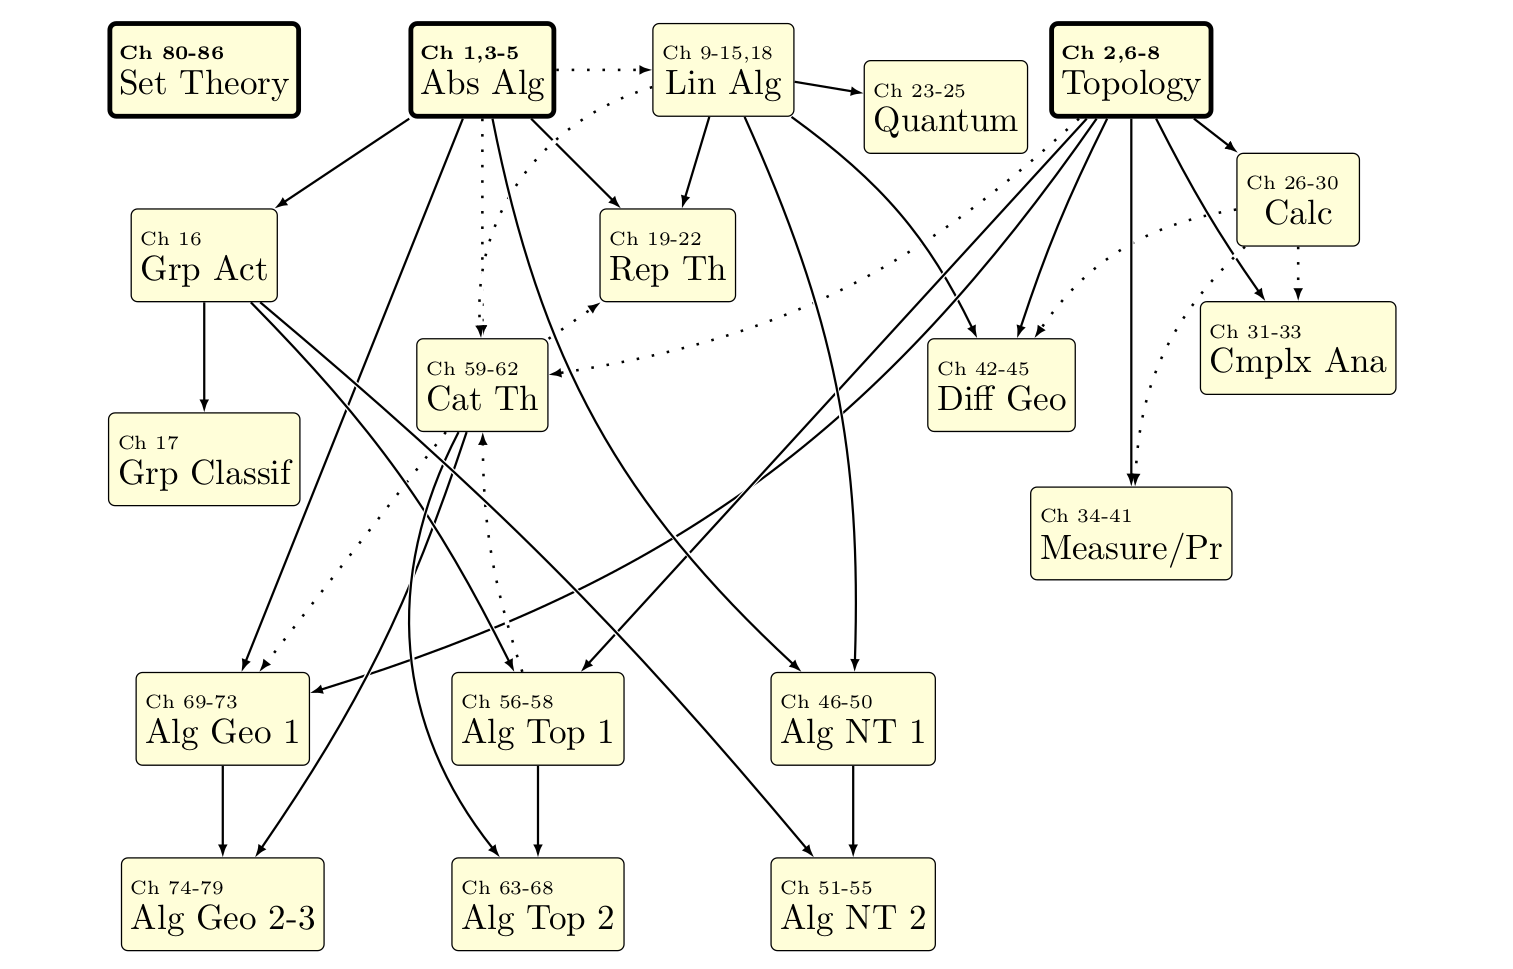 Ch 80-86
Set Theory
Ch 1,3-5
Abs Alg
Ch 9-15,18
Lin Alg
Ch 23-25
Quantum
Ch 2,6-8
Topology
Ch 26-30
Calc
Ch 16
Grp Act
Ch 19-22
Rep Th
Ch 31-33
Cmplx Ana
Ch 59-62
Cat Th
Ch 42-45
Diff Geo
Ch 17
Grp Classif
Ch 34-41
Measure/Pr
Ch 69-73
Alg Geo 1
Ch 56-58
Alg Top 1
Ch 46-50
Alg NT 1
Ch 74-79
Alg Geo 2-3
Ch 63-68
Alg Top 2
Ch 51-55
Alg NT 2